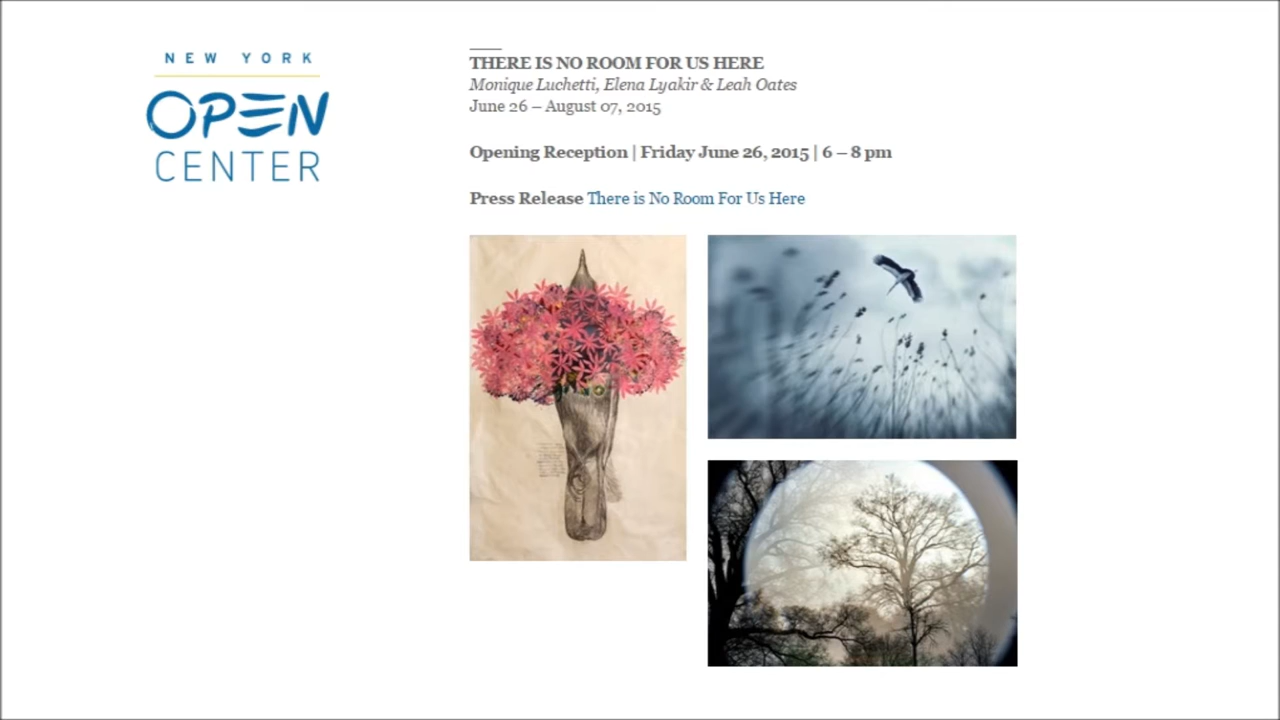 NEW YORK
OPEN
CENTER
THERE IS NO ROOM FOR US HERE
Monique Luchetti, Elena Lyakir & Leah Oates
June 26 – August 07, 2015
Opening Reception | Friday June 26, 2015 | 6 – 8 pm
Press Release There is No Room For Us Here